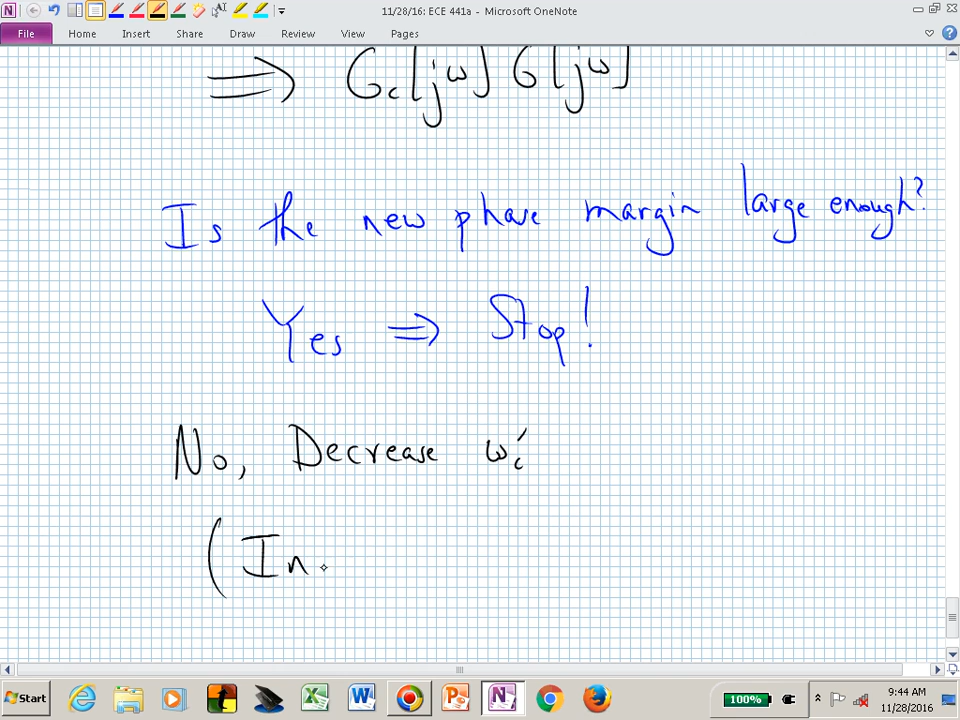 11/28/16: ECE 441a - Microsoft OneNote
File Home Insert Share Draw Review View Pages
⟹ Gc(jω) G(jω)
Is the new phase margin large enough?
Yes ⟹ Stop!
No, Decrease ωc'
(In
Start 100% 9:44 AM
11/28/2016